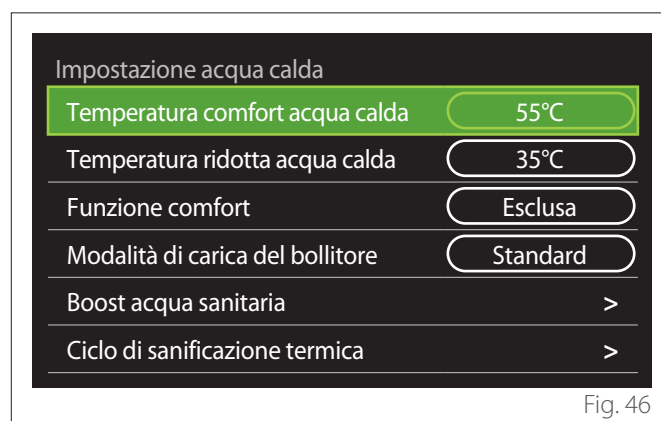 Impostazione acqua calda
Temperatura comfort acqua calda 55°C
Temperatura ridotta acqua calda 35°C
Funzione comfort Esclusa
Modalità di carica del bollitore Standard
Boost acqua sanitaria >
Ciclo di sanificazione termica >
Fig. 46